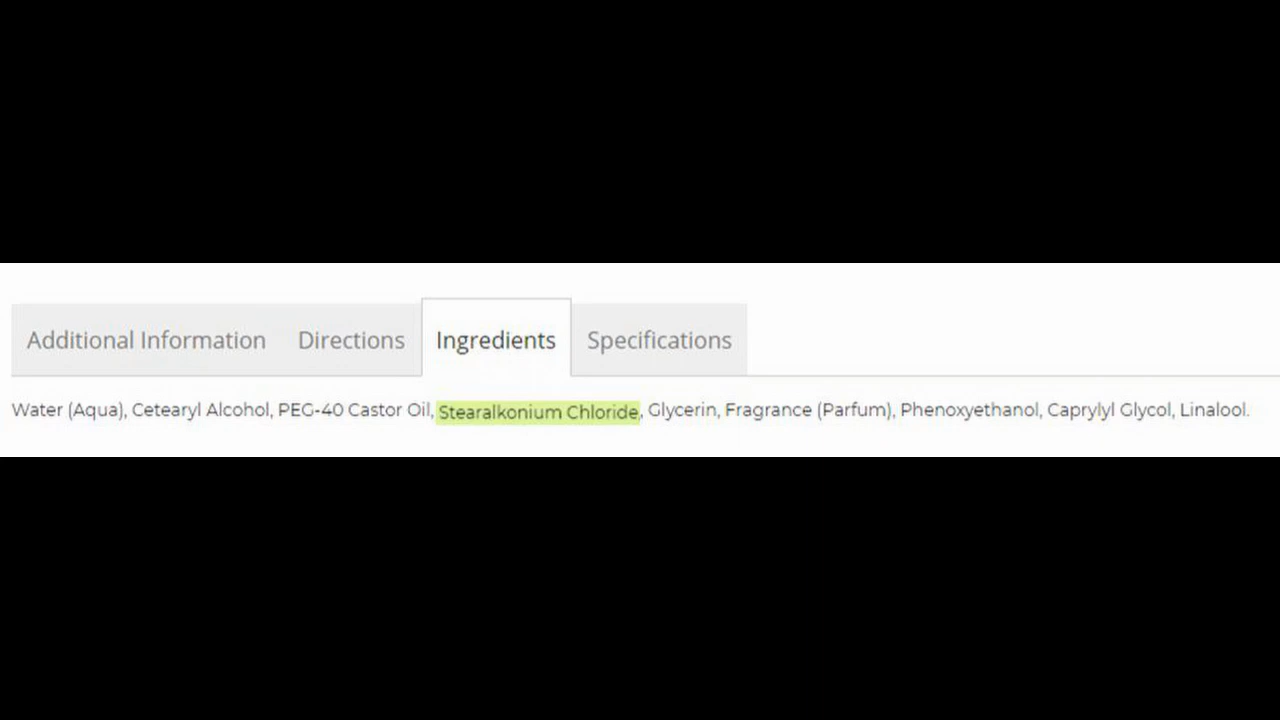 Additional Information Directions Ingredients Specifications
Water (Aqua), Cetearyl Alcohol, PEG-40 Castor Oil, Stearalkonium Chloride, Glycerin, Fragrance (Parfum), Phenoxyethanol, Caprylyl Glycol, Linalool.